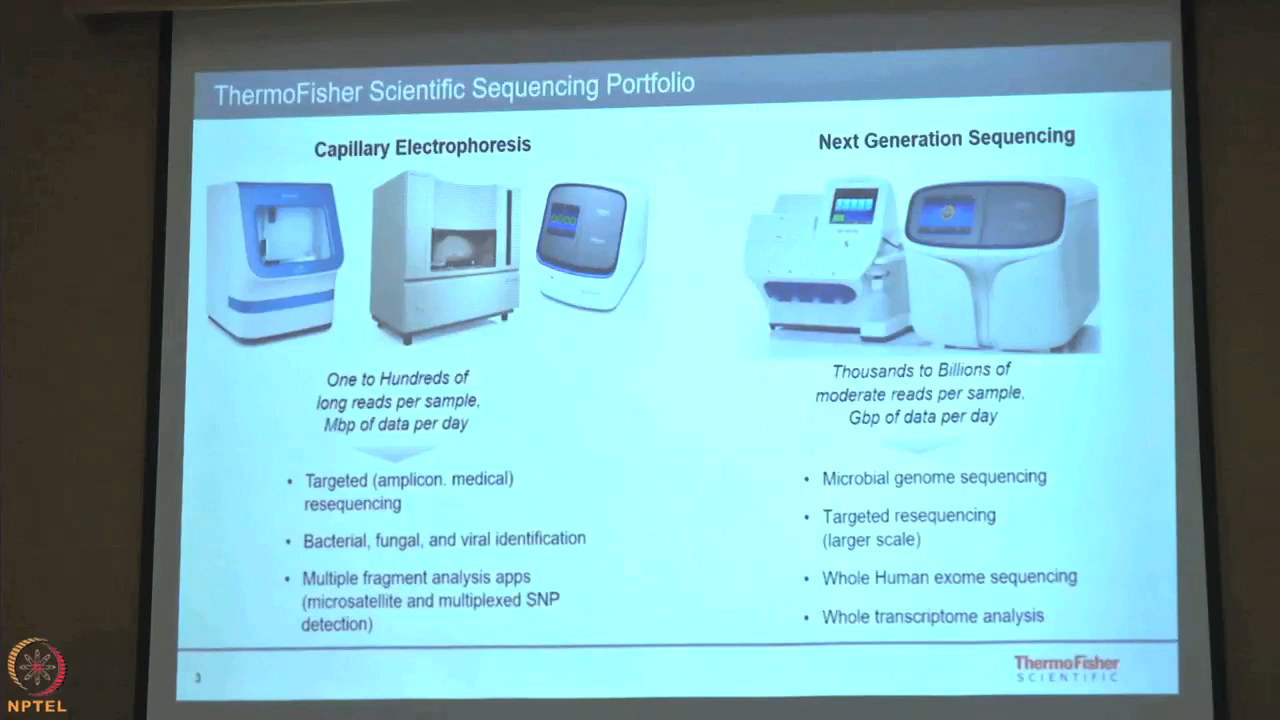 ThermoFisher Scientific Sequencing Portfolio
Capillary Electrophoresis
One to Hundreds of
long reads per sample,
Mbp of data per day
• Targeted (amplicon. medical)
resequencing
• Bacterial, fungal, and viral identification
• Multiple fragment analysis apps
(microsatellite and multiplexed SNP
detection)
Next Generation Sequencing
Thousands to Billions of
moderate reads per sample,
Gbp of data per day
• Microbial genome sequencing
• Targeted resequencing
(larger scale)
• Whole Human exome sequencing
• Whole transcriptome analysis
3
ThermoFisher
SCIENTIFIC
NPTEL